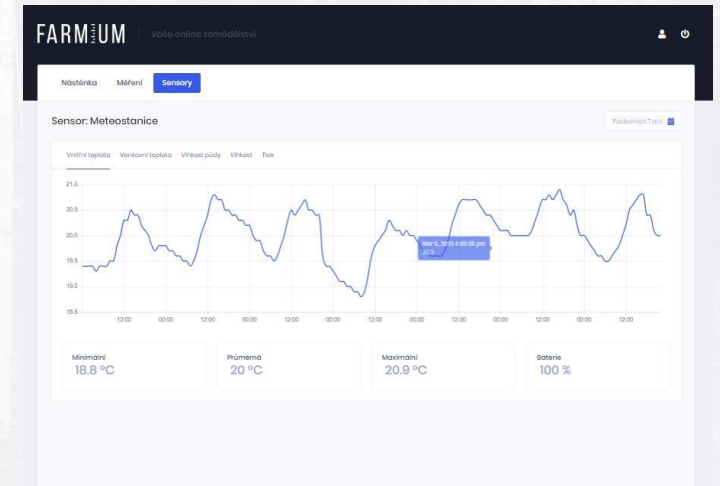 FARMIUM
Vaše online zemědělství
Nástěnka Měření Sensory
Sensor: Meteostanice
Posledních 7 dní
Vnitřní teplota Venkovní teplota Vlhkost půdy Vlhkost Tlak
21.0
20.5
20.0
19.5
19.0
18.5
12:00 00:00 12:00 00:00 12:00 00:00 12:00 00:00 12:00 00:00 12:00 00:00 12:00
Minimální
18.8 °C
Průměrná
20 °C
Maximální
20.9 °C
Baterie
100 %